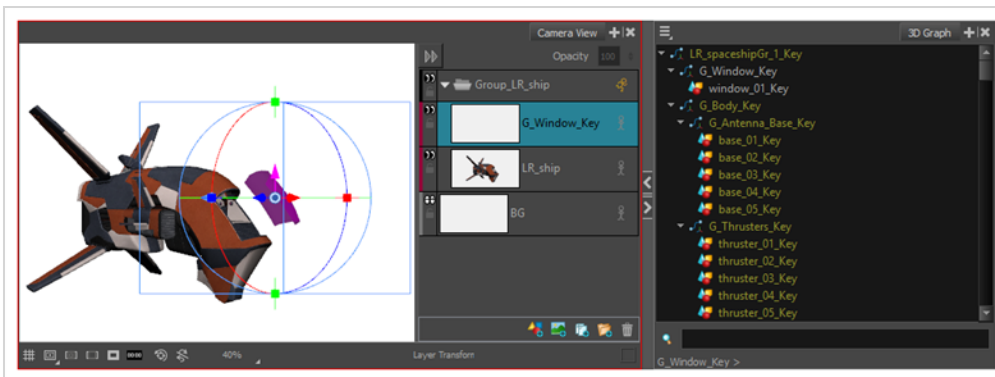 Camera View
3D Graph
Opacity 100
Group_LR_ship
G_Window_Key
LR_ship
BG
40%
Layer Transform
LR_spaceshipGr_1_Key
G_Window_Key
window_01_Key
G_Body_Key
G_Antenna_Base_Key
base_01_Key
base_02_Key
base_03_Key
base_04_Key
base_05_Key
G_Thrusters_Key
thruster_01_Key
thruster_02_Key
thruster_03_Key
thruster_04_Key
thruster_05_Key
G_Window_Key >